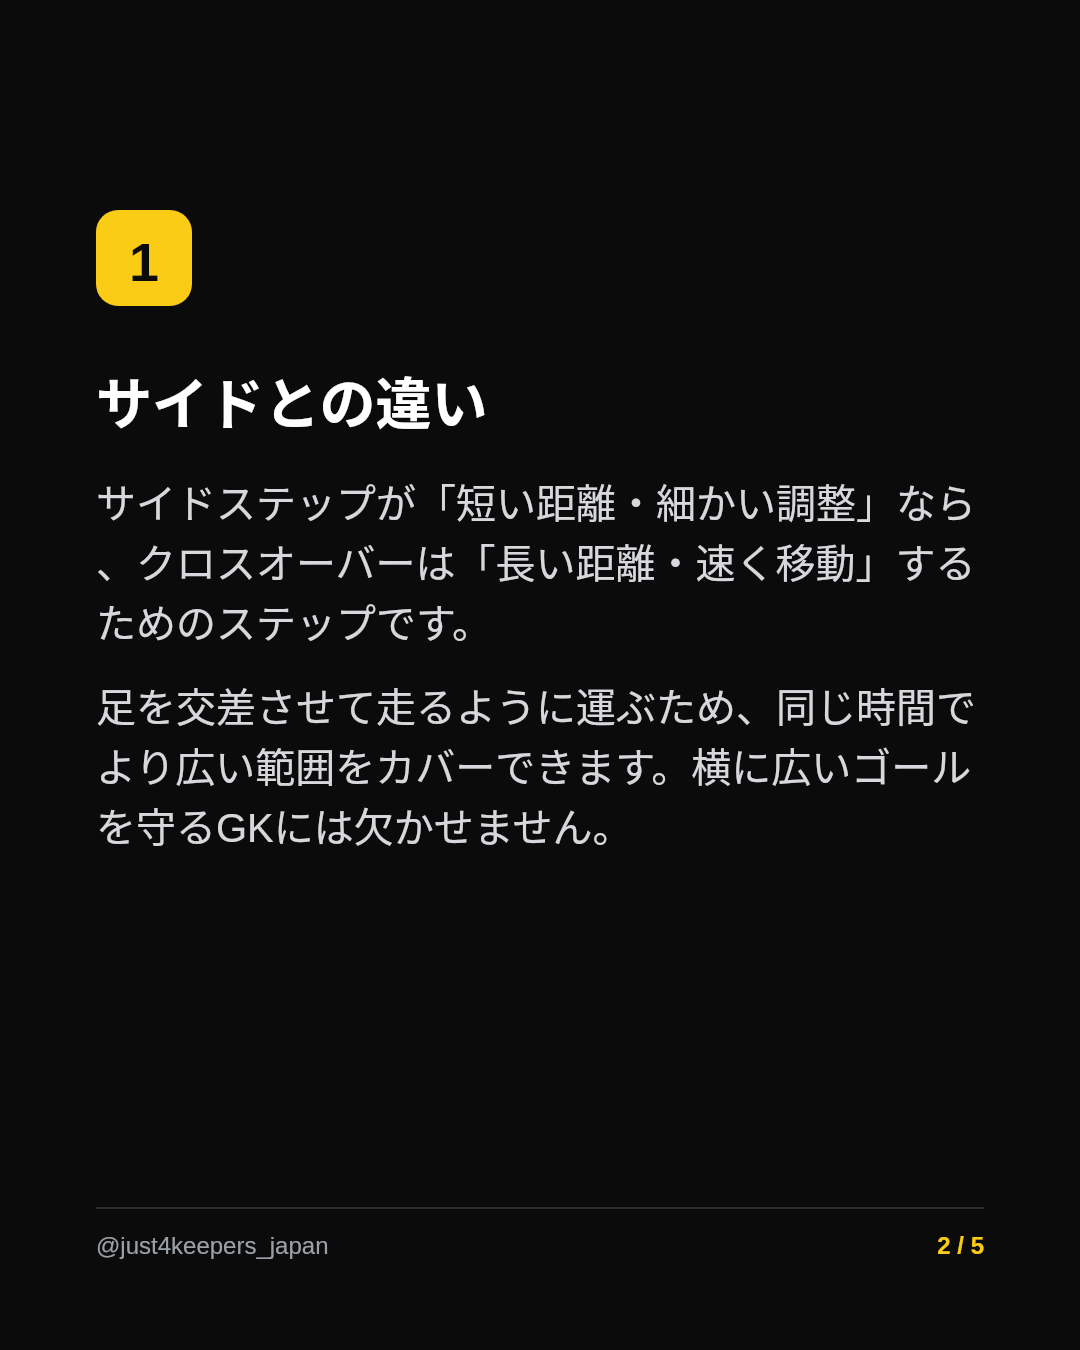 1
サイドとの違い
サイドステップが「短い距離・細かい調整」なら
、クロスオーバーは「長い距離・速く移動」する
ためのステップです。
足を交差させて走るように運ぶため、同じ時間で
より広い範囲をカバーできます。横に広いゴール
を守るGKには欠かせません。
@just4keepers_japan
2 / 5